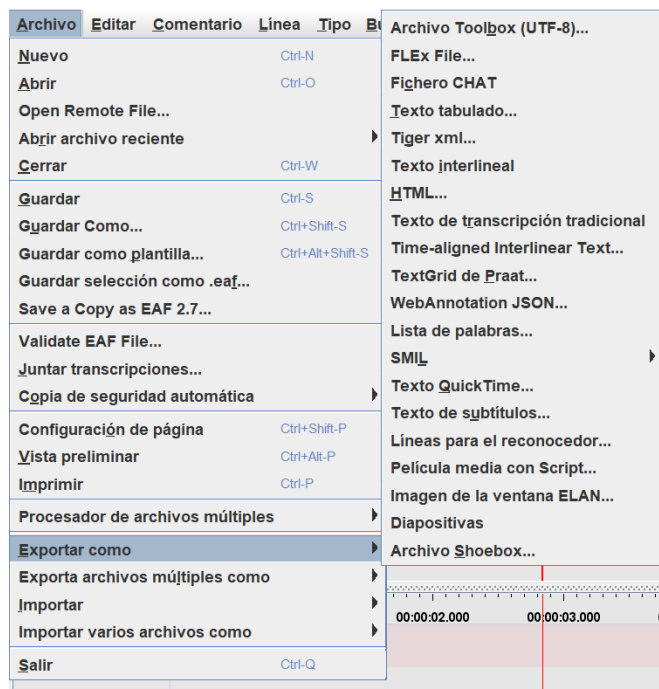 Archivo Editar Comentario Línea Tipo
Nuevo Ctrl-N
Abrir Ctrl-O
Open Remote File...
Abrir archivo reciente
Cerrar Ctrl-W
Guardar Ctrl-S
Guardar Como... Ctrl+Shift-S
Guardar como plantilla... Ctrl+Alt+Shift-S
Guardar selección como .eaf...
Save a Copy as EAF 2.7...
Validate EAF File...
Juntar transcripciones...
Copia de seguridad automática
Configuración de página Ctrl+Shift-P
Vista preliminar Ctrl+Alt-P
Imprimir Ctrl-P
Procesador de archivos múltiples
Exportar como
Exporta archivos múltiples como
Importar
Importar varios archivos como
Salir Ctrl-Q
Archivo Toolbox (UTF-8)...
FLEx File...
Fichero CHAT
Texto tabulado...
Tiger xml...
Texto interlineal
HTML...
Texto de transcripción tradicional
Time-aligned Interlinear Text...
TextGrid de Praat...
WebAnnotation JSON...
Lista de palabras...
SMIL
Texto QuickTime...
Texto de subtítulos...
Líneas para el reconocedor...
Película media con Script...
Imagen de la ventana ELAN...
Diapositivas
Archivo Shoebox...
00:00:02.000 00:00:03.000